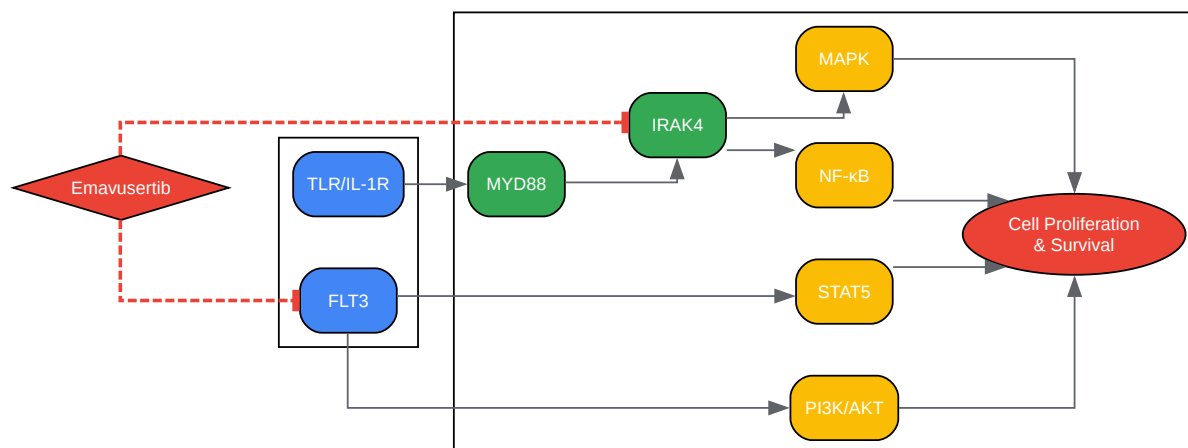 MAPK
IRAK4
NF-κB
Emavusertib
TLR/IL-1R
MYD88
Cell Proliferation
& Survival
FLT3
STAT5
PI3K/AKT